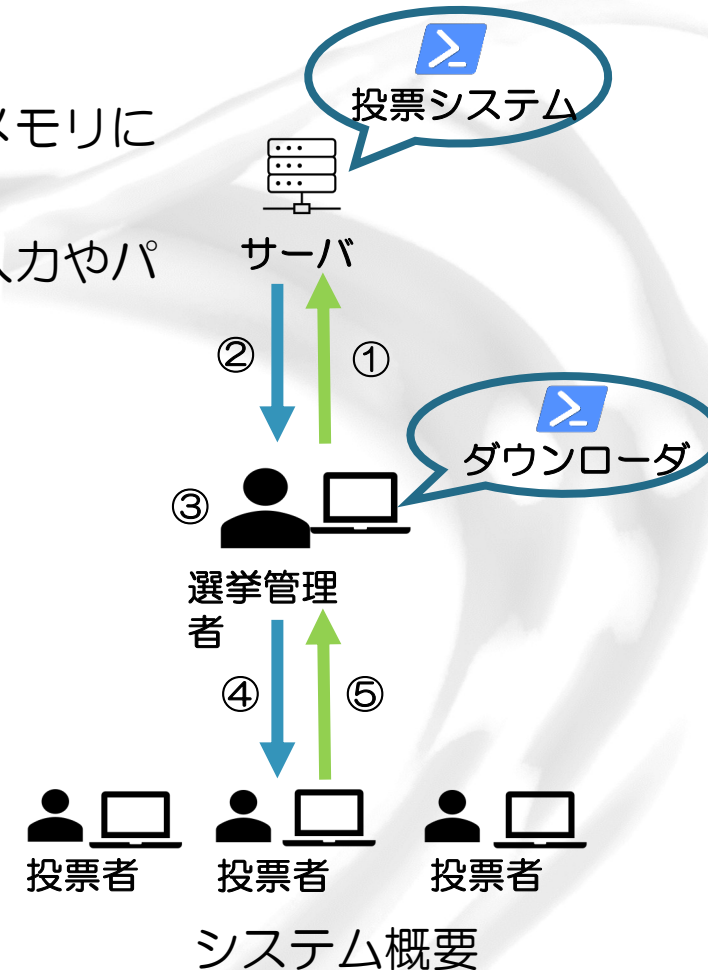 投票システム
メモリに
サーバ
入力やパ
②
①
ダウンローダ
③
選挙管理
者
④
⑤
投票者
投票者
投票者
システム概要